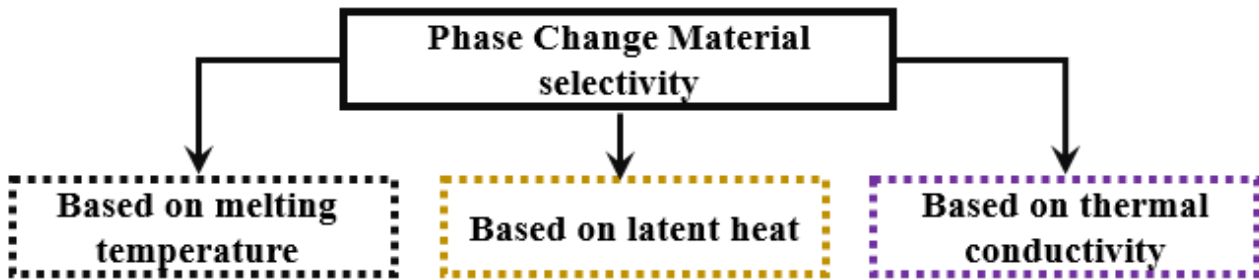 Phase Change Material
selectivity
Based on melting
temperature
Based on latent heat
Based on thermal
conductivity